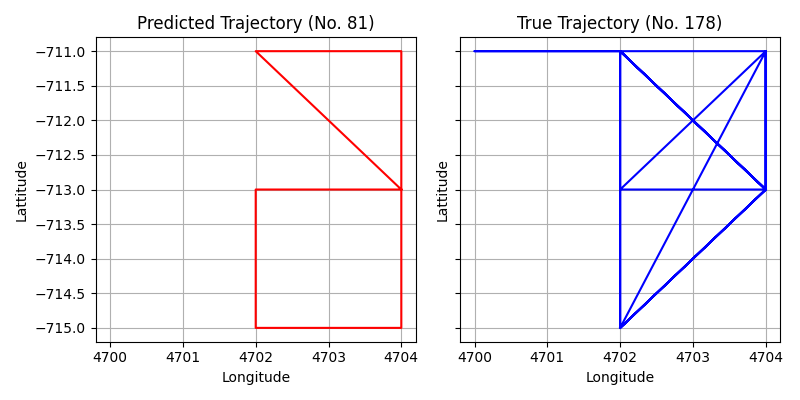 Predicted Trajectory (No. 81)
True Trajectory (No. 178)
Lattitude
−711.0
−711.5
−712.0
−712.5
−713.0
−713.5
−714.0
−714.5
−715.0
4700 4701 4702 4703 4704
Longitude
Lattitude
4700 4701 4702 4703 4704
Longitude